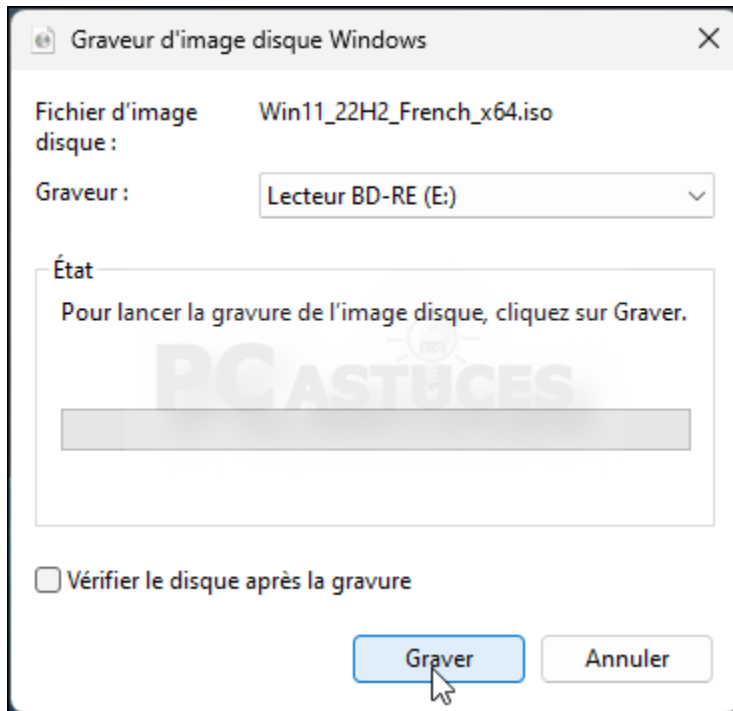 Graveur d'image disque Windows
Fichier d’image Win11_22H2_French_x64.iso
disque :
Graveur : Lecteur BD-RE (E:)
État
Pour lancer la gravure de l’image disque, cliquez sur Graver.
PC ASTUCES
Vérifier le disque après la gravure
Graver Annuler